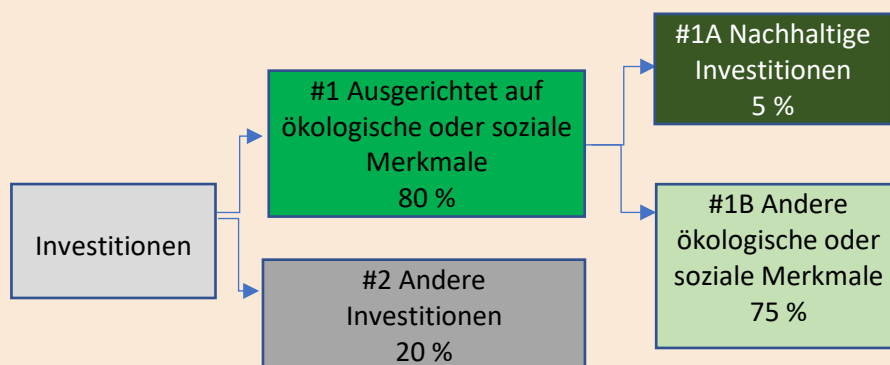 Investitionen
#1 Ausgerichtet auf
ökologische oder soziale
Merkmale
80 %
#2 Andere
Investitionen
20 %
#1A Nachhaltige
Investitionen
5 %
#1B Andere
ökologische oder
soziale Merkmale
75 %